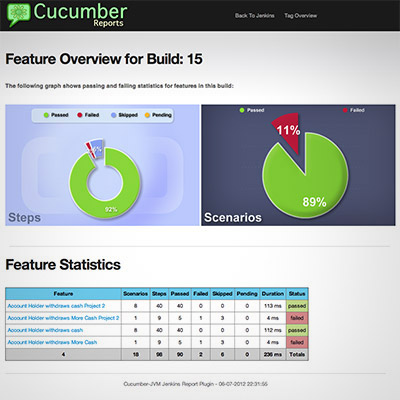 Cucumber
Reports
Back To Jenkins Tag Overview
Feature Overview for Build: 15
The following graph shows passing and failing statistics for features in this build:
Passed Failed Skipped Pending
92%
Steps
Passed Failed
11%
89%
Scenarios
Feature Statistics
Feature Scenarios Steps Passed Failed Skipped Pending Duration Status
Account Holder withdraws cash Project 2 8 40 40 0 0 0 113 ms passed
Account Holder withdraws More Cash Project 2 1 9 5 1 3 0 4 ms failed
Account Holder withdraws cash 8 40 40 0 0 0 112 ms passed
Account Holder withdraws More Cash 1 9 5 1 3 0 4 ms failed
4 18 98 90 2 6 0 236 ms Totals
Cucumber-JVM Jenkins Report Plugin - 06-07-2012 22:31:55